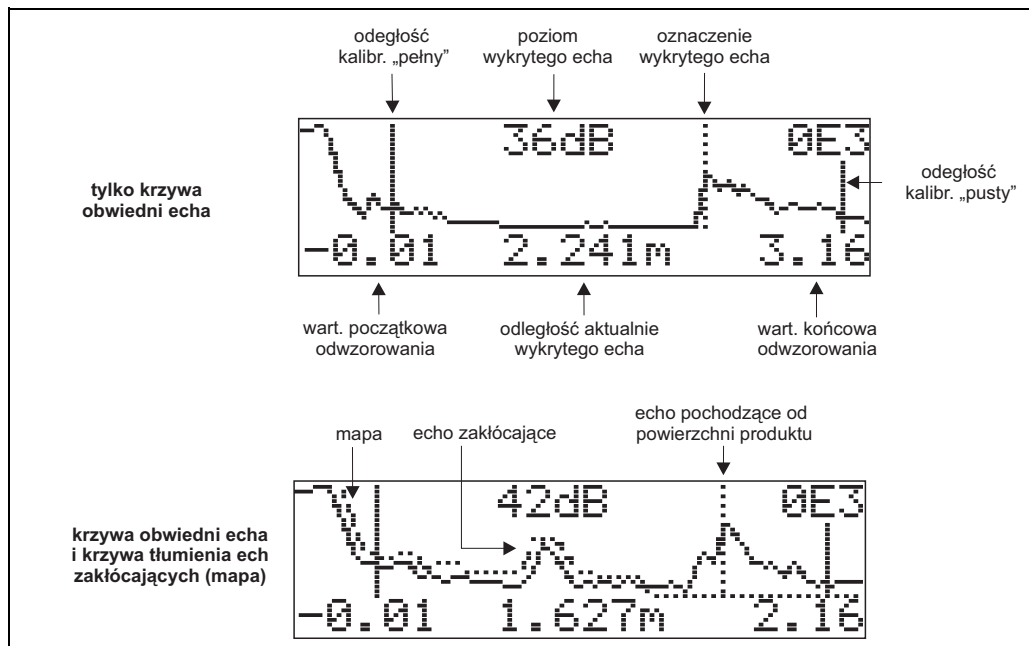 odegłość
kalibr. „pełny”
poziom
wykrytego echa
oznaczenie
wykrytego echa
36dB
0E3
tylko krzywa
obwiedni echa
odegłość
kalibr. „pusty”
-0.01
2.241m
3.16
wart. początkowa
odwzorowania
odległość aktualnie
wykrytego echa
wart. końcowa
odwzorowania
mapa
echo zakłócające
echo pochodzące od
powierzchni produktu
42dB
0E3
krzywa obwiedni echa
i krzywa tłumienia ech
zakłócających (mapa)
-0.01
1.627m
2.16